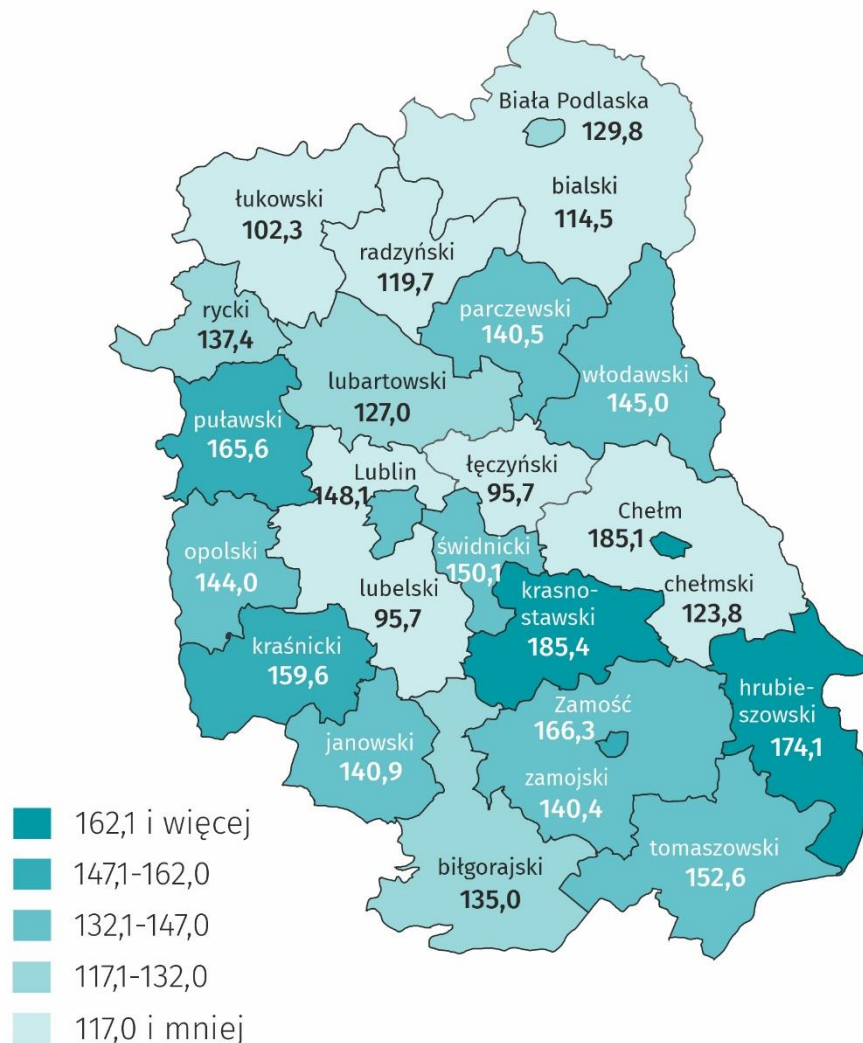 Biała Podlaska
129,8
bialski
114,5
łukowski
102,3
radzyński
119,7
rycki
137,4
parczewski
140,5
włodawski
145,0
lubartowski
127,0
puławski
165,6
Lublin
148,1
łęczyński
95,7
Chełm
185,1
chełmski
123,8
opolski
144,0
świdnicki
150,1
lubelski
95,7
krasno-
stawski
185,4
kraśnicki
159,6
hrubie-
szowski
174,1
Zamość
166,3
zamojski
140,4
janowski
140,9
tomaszowski
152,6
biłgorajski
135,0
162,1 i więcej
147,1-162,0
132,1-147,0
117,1-132,0
117,0 i mniej